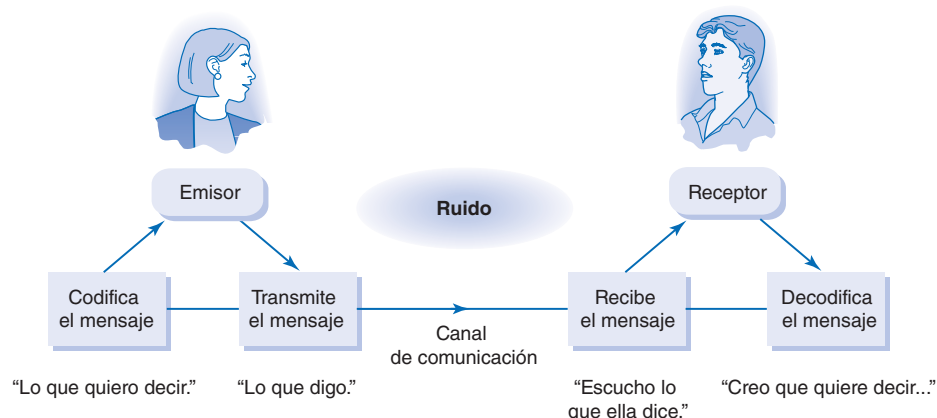 Emisor
Ruido
Receptor
Codifica
el mensaje
Transmite
el mensaje
Canal
de comunicación
Recibe
el mensaje
Decodifica
el mensaje
“Lo que quiero decir.”
“Lo que digo.”
“Escucho lo
que ella dice.”
“Creo que quiere decir...”